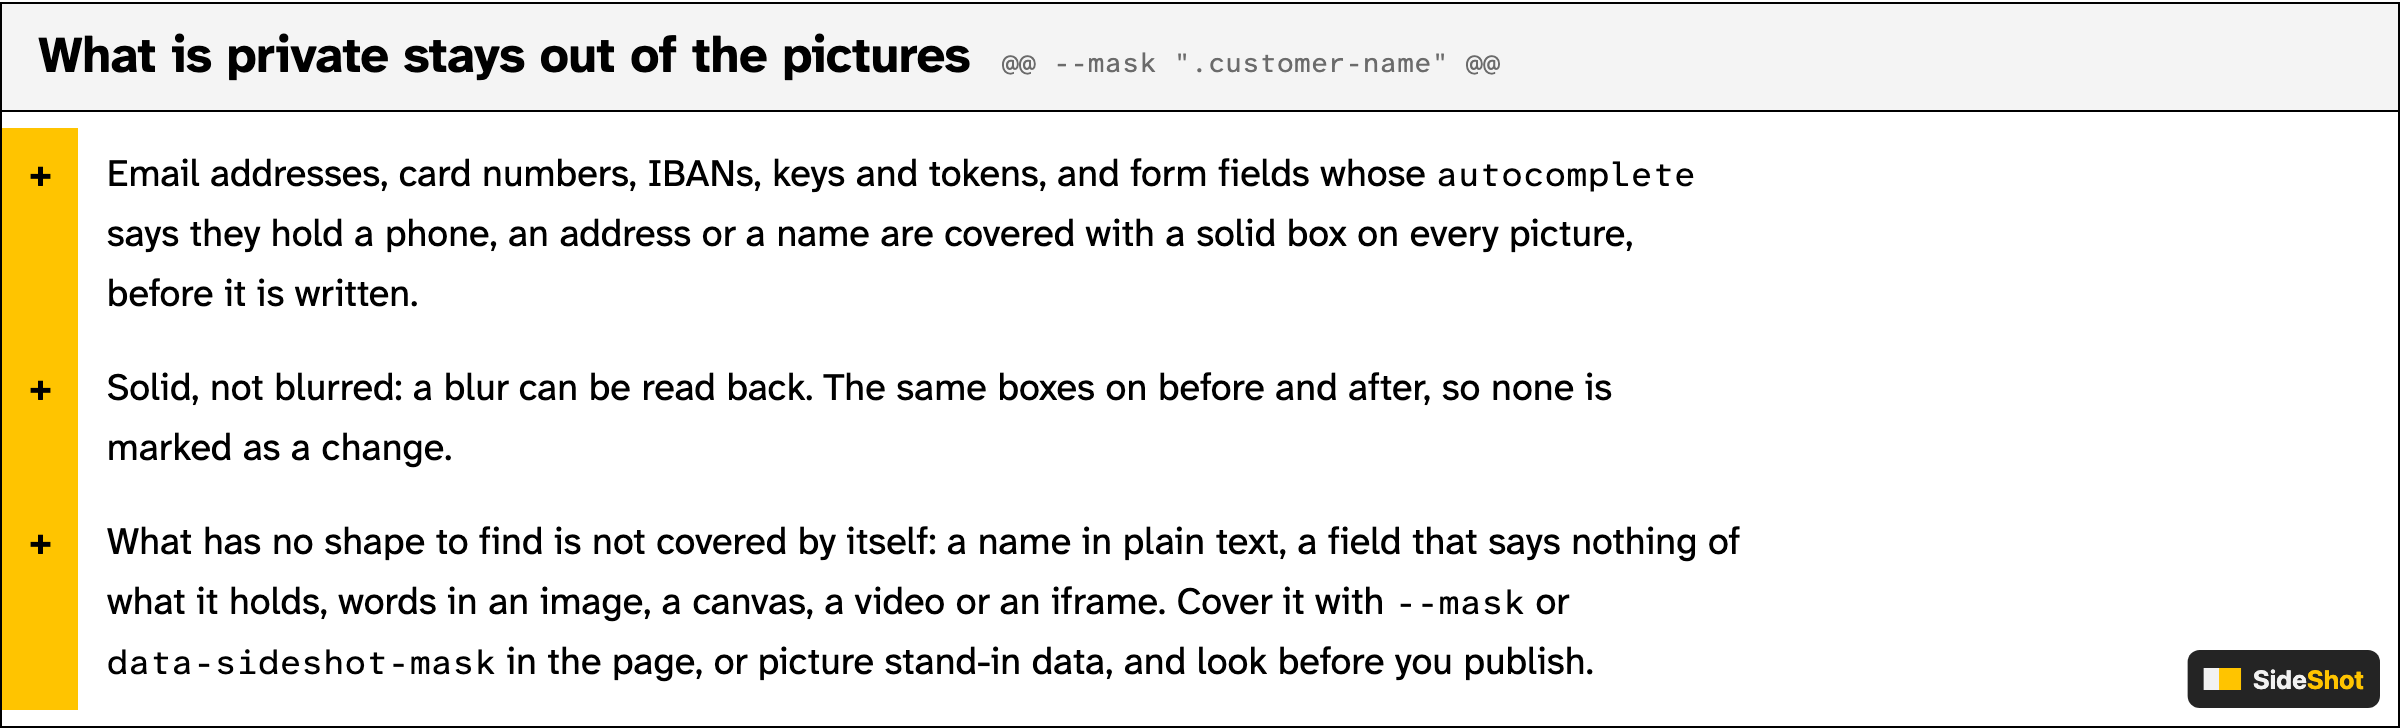 What is private stays out of the pictures @@ --mask ".customer-name" @@
+ Email addresses, card numbers, IBANs, keys and tokens, and form fields whose autocomplete
says they hold a phone, an address or a name are covered with a solid box on every picture,
before it is written.
+ Solid, not blurred: a blur can be read back. The same boxes on before and after, so none is
marked as a change.
+ What has no shape to find is not covered by itself: a name in plain text, a field that says nothing of
what it holds, words in an image, a canvas, a video or an iframe. Cover it with --mask or
data-sideshot-mask in the page, or picture stand-in data, and look before you publish.
SideShot